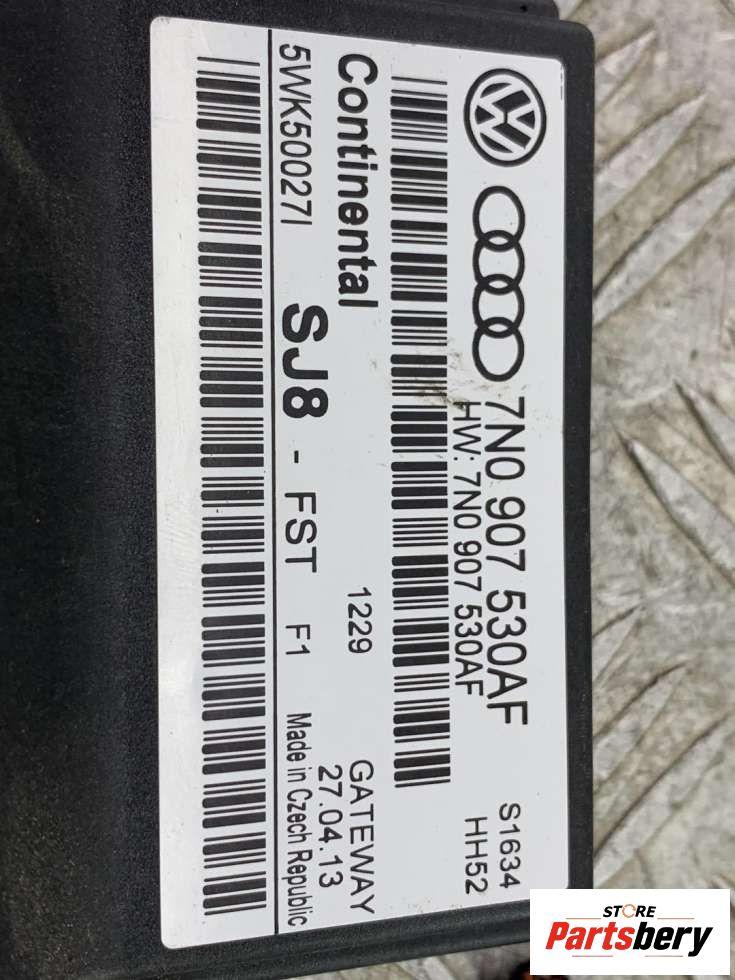 7N0 907 530AF
S1634
HW: 7N0 907 530AF
HH52
Continental
1229
GATEWAY
27.04.13
5WK50027I
SJ8 - FST F1
Made in Czech Republic
STORE
Partsbery